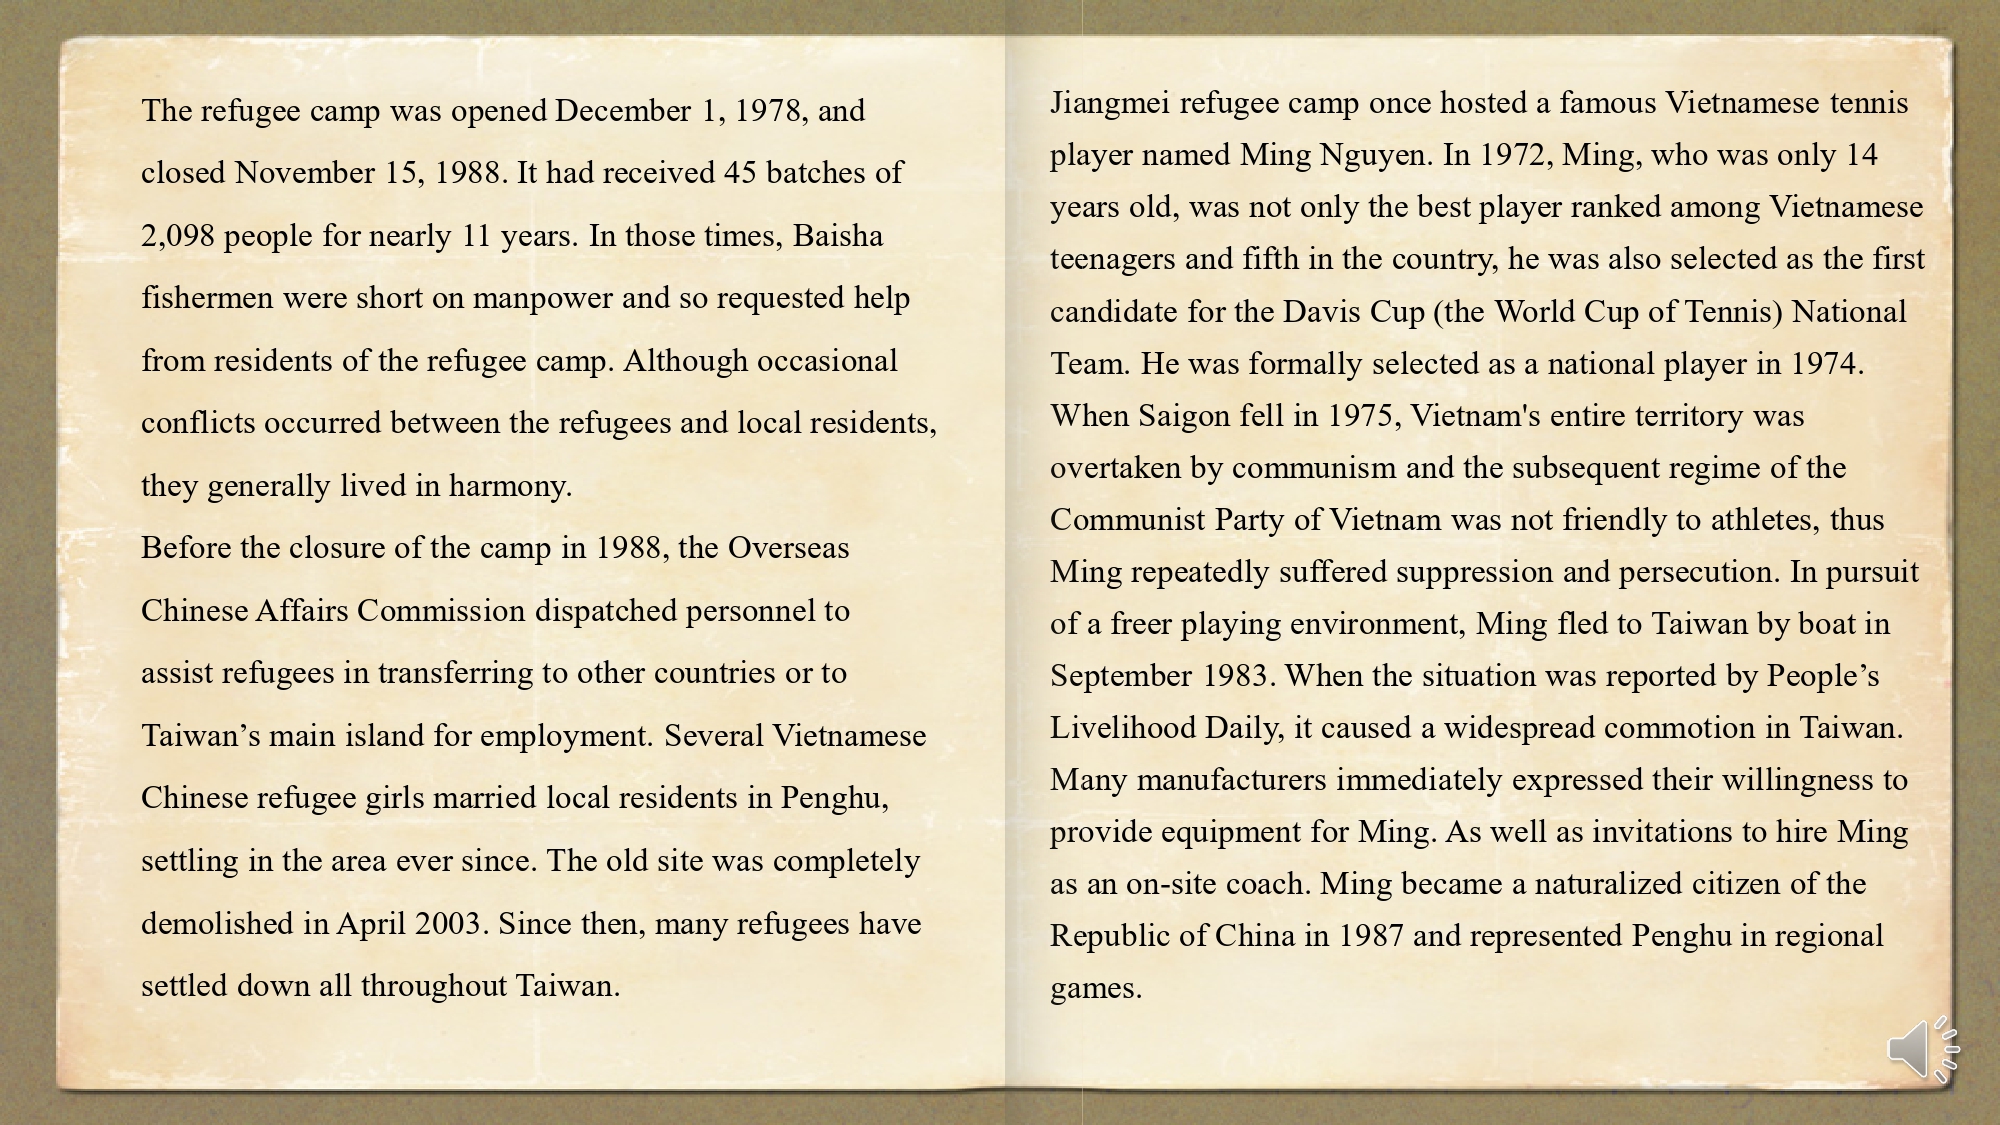 The refugee camp was opened December 1, 1978, and
closed November 15, 1988. It had received 45 batches of
2,098 people for nearly 11 years. In those times, Baisha
fishermen were short on manpower and so requested help
from residents of the refugee camp. Although occasional
conflicts occurred between the refugees and local residents,
they generally lived in harmony.
Before the closure of the camp in 1988, the Overseas
Chinese Affairs Commission dispatched personnel to
assist refugees in transferring to other countries or to
Taiwan’s main island for employment. Several Vietnamese
Chinese refugee girls married local residents in Penghu,
settling in the area ever since. The old site was completely
demolished in April 2003. Since then, many refugees have
settled down all throughout Taiwan.
Jiangmei refugee camp once hosted a famous Vietnamese tennis
player named Ming Nguyen. In 1972, Ming, who was only 14
years old, was not only the best player ranked among Vietnamese
teenagers and fifth in the country, he was also selected as the first
candidate for the Davis Cup (the World Cup of Tennis) National
Team. He was formally selected as a national player in 1974.
When Saigon fell in 1975, Vietnam's entire territory was
overtaken by communism and the subsequent regime of the
Communist Party of Vietnam was not friendly to athletes, thus
Ming repeatedly suffered suppression and persecution. In pursuit
of a freer playing environment, Ming fled to Taiwan by boat in
September 1983. When the situation was reported by People’s
Livelihood Daily, it caused a widespread commotion in Taiwan.
Many manufacturers immediately expressed their willingness to
provide equipment for Ming. As well as invitations to hire Ming
as an on-site coach. Ming became a naturalized citizen of the
Republic of China in 1987 and represented Penghu in regional
games.